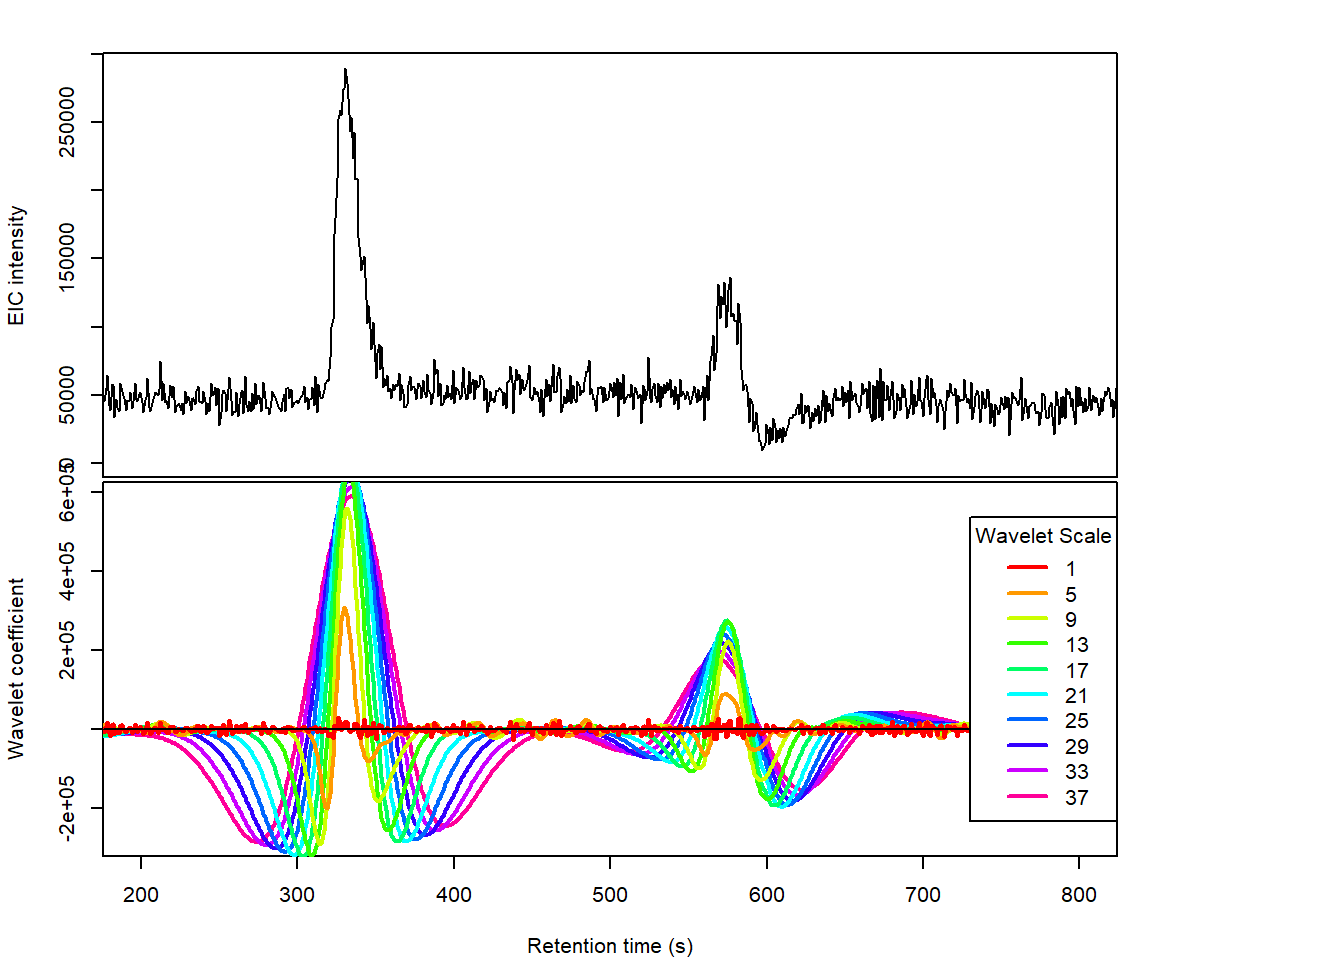 EIC intensity
250000
150000
50000
0
Wavelet coefficient
6e+05
4e+05
2e+05
-2e+05
Wavelet Scale
1
5
9
13
17
21
25
29
33
37
200 300 400 500 600 700 800
Retention time (s)